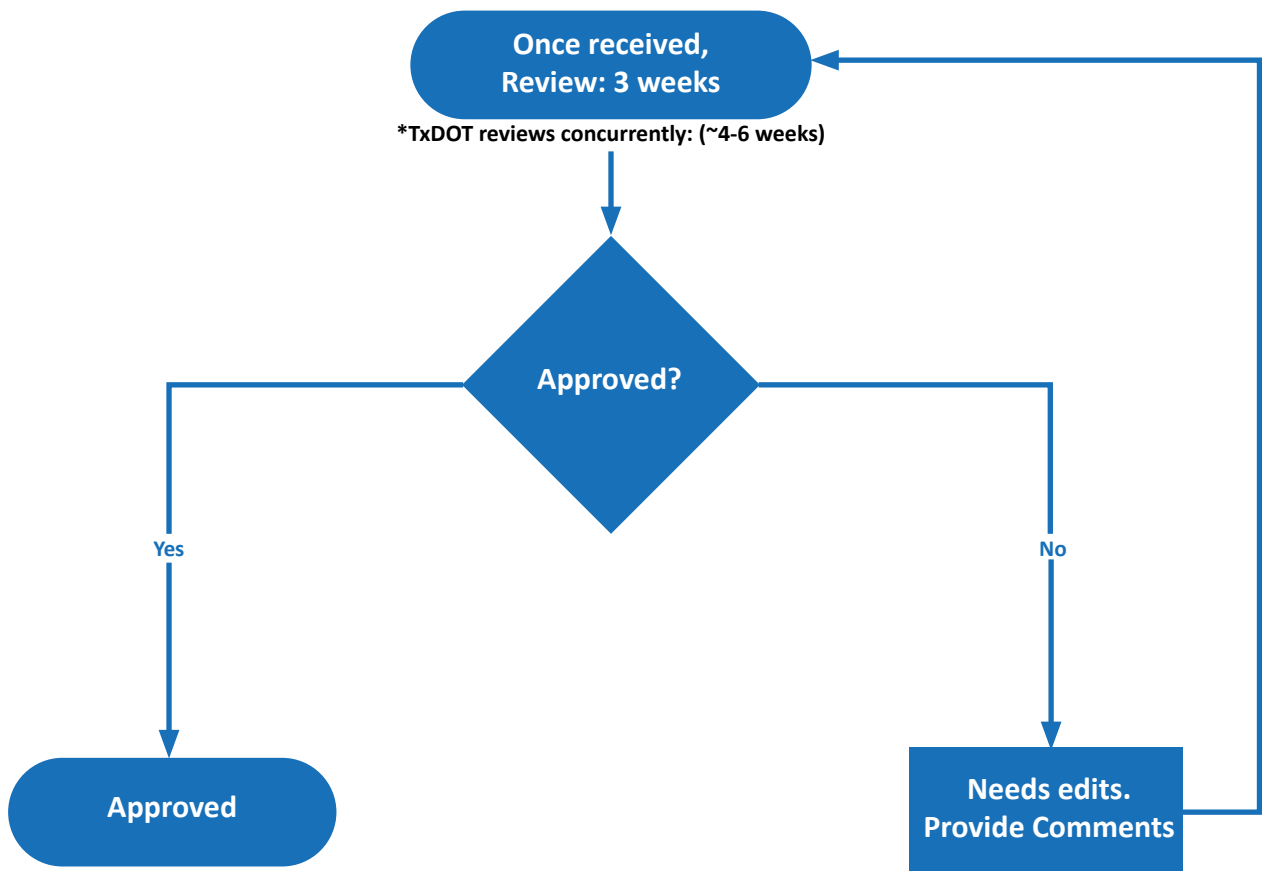 Once received,
Review: 3 weeks
*TxDOT reviews concurrently: (~4-6 weeks)
Approved?
Yes
No
Approved
Needs edits.
Provide Comments